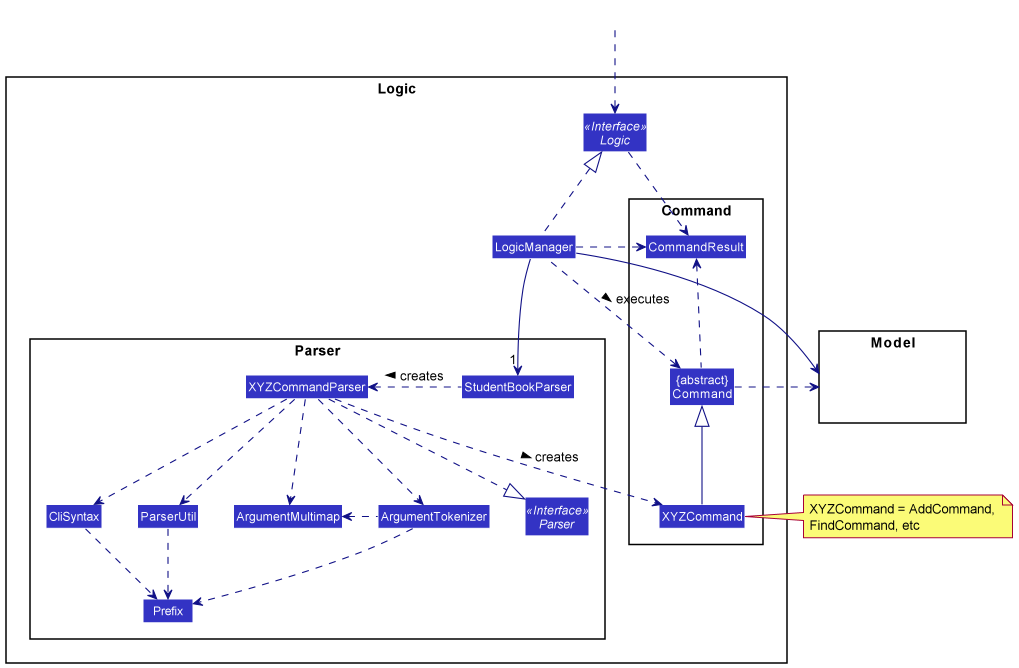 Logic
«Interface»
Logic
Command
LogicManager
CommandResult
executes
Model
1
Parser
creates
XYZCommandParser
StudentBookParser
{abstract}
Command
creates
CliSyntax
ParserUtil
ArgumentMultimap
ArgumentTokenizer
«Interface»
Parser
XYZCommand
XYZCommand = AddCommand,
FindCommand, etc
Prefix